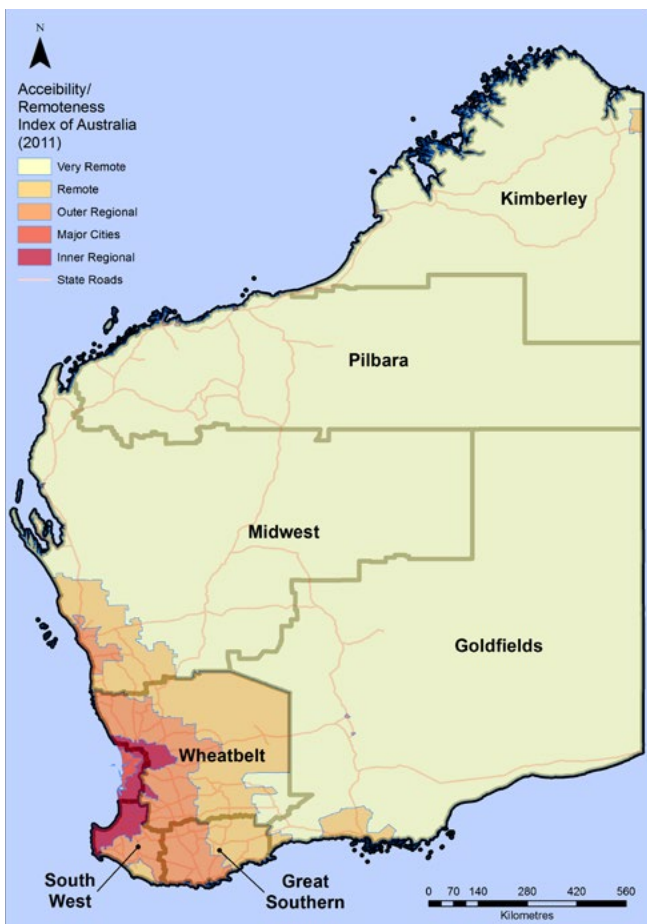 N
Acceibility/
Remoteness
Index of Australia
(2011)
Very Remote
Remote
Outer Regional
Major Cities
Inner Regional
State Roads
Kimberley
Pilbara
Midwest
Goldfields
Wheatbelt
South
West
Great
Southern
0 70 140 280 420 560
Kilometres